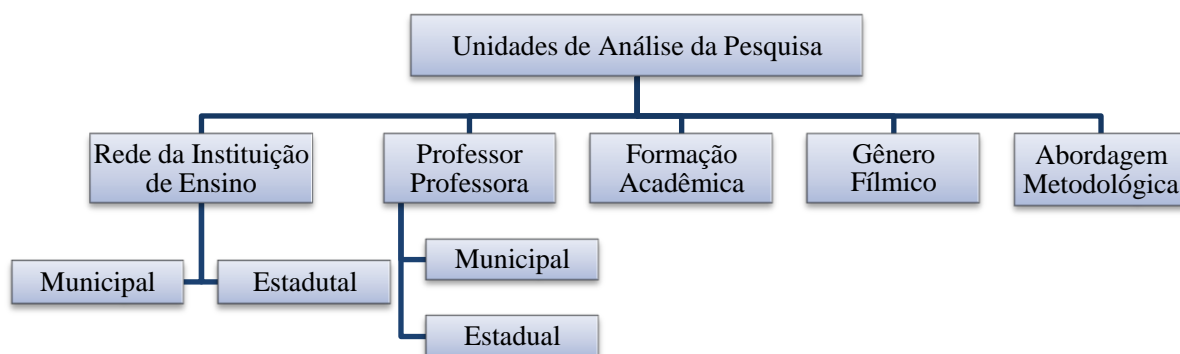 Unidades de Análise da Pesquisa
Rede da Instituição
de Ensino
Professor
Professora
Formação
Acadêmica
Gênero
Fílmico
Abordagem
Metodológica
Municipal
Estadutal
Municipal
Estadual